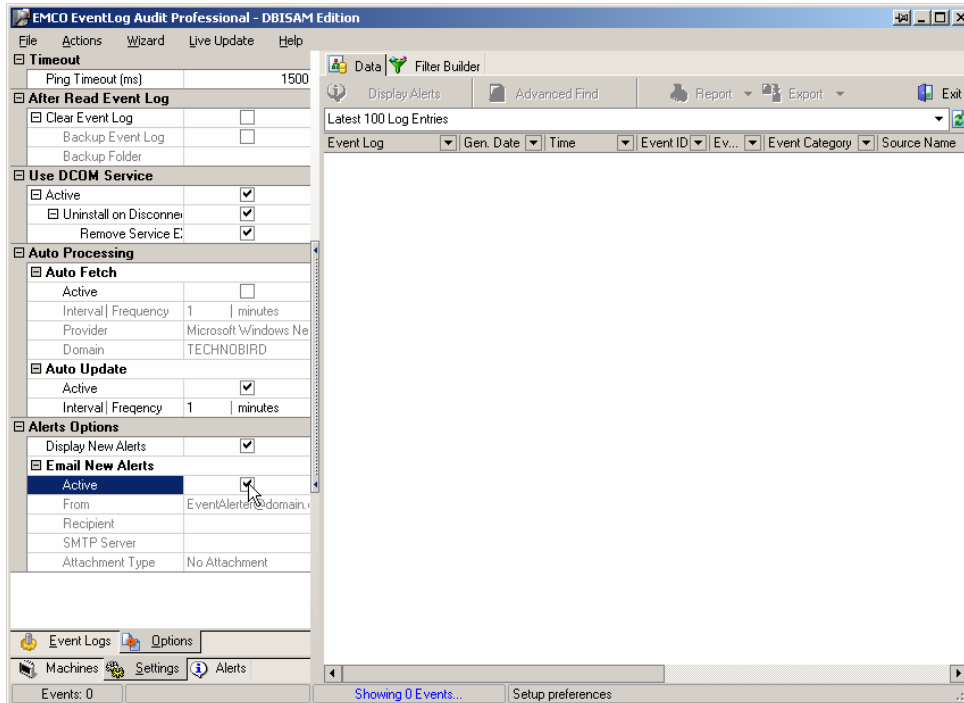 EMCO EventLog Audit Professional - DBISAM Edition
File Actions Wizard Live Update Help
Timeout
Ping Timeout (ms) 1500
After Read Event Log
Clear Event Log
Backup Event Log
Backup Folder
Use DCOM Service
Active
Uninstall on Disconne
Remove Service E
Auto Processing
Auto Fetch
Active
Interval | Frequency 1 | minutes
Provider Microsoft Windows Ne
Domain TECHNOBIRD
Auto Update
Active
Interval | Freqency 1 | minutes
Alerts Options
Display New Alerts
Email New Alerts
Active
From EventAlerter@domain.
Recipient
SMTP Server
Attachment Type No Attachment
Event Logs Options
Machines Settings Alerts
Data Filter Builder
Display Alerts Advanced Find Report Export Exit
Latest 100 Log Entries
Event Log Gen. Date Time Event ID Ev... Event Category Source Name
Events: 0 Showing 0 Events... Setup preferences